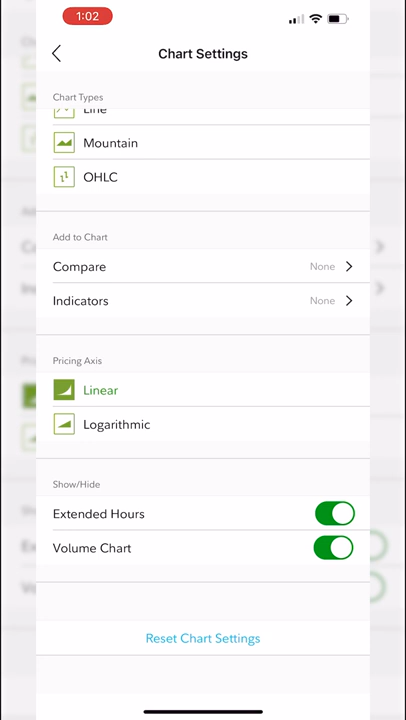 1:02
Chart Settings
Chart Types
Line
Mountain
OHLC
Add to Chart
Compare None
Indicators None
Pricing Axis
Linear
Logarithmic
Show/Hide
Extended Hours
Volume Chart
Reset Chart Settings